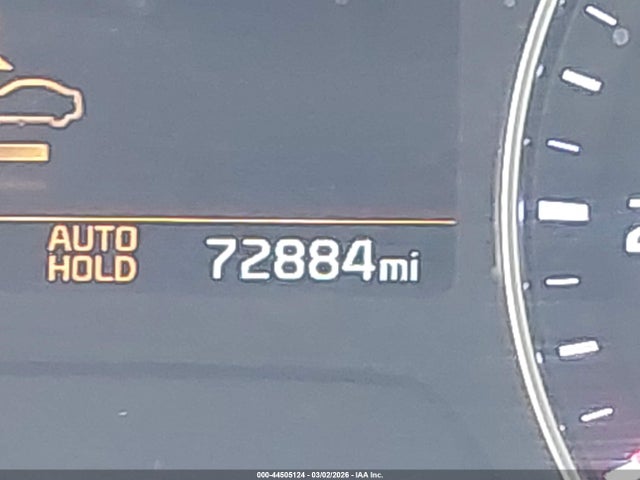 AUTO
HOLD
72884mi
000-44505124 - 03/02/2026 - IAA Inc.